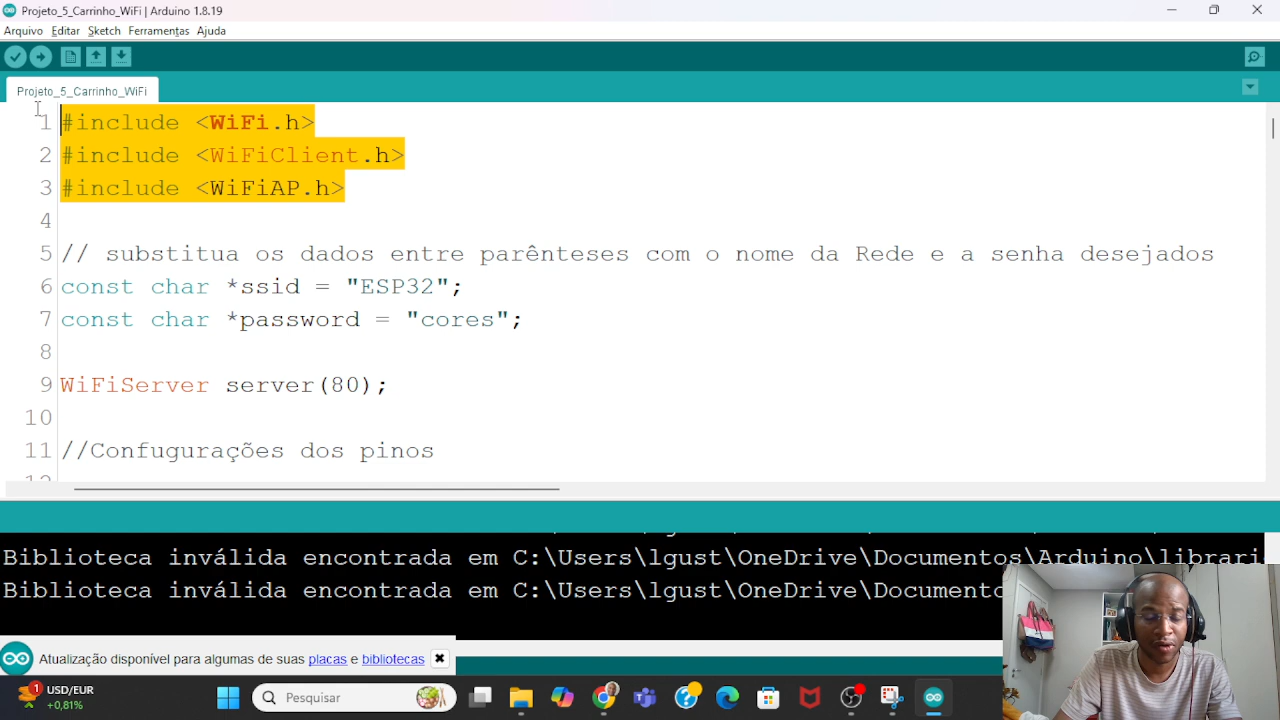 Projeto_5_Carrinho_WiFi | Arduino 1.8.19
Arquivo Editar Sketch Ferramentas Ajuda
Projeto_5_Carrinho_WiFi
1 #include <WiFi.h>
2 #include <WiFiClient.h>
3 #include <WiFiAP.h>
4
5 // substitua os dados entre parênteses com o nome da Rede e a senha desejados
6 const char *ssid = "ESP32";
7 const char *password = "cores";
8
9 WiFiServer server(80);
10
11 //Confugurações dos pinos
12
Biblioteca inválida encontrada em C:\Users\lgust\OneDrive\Documentos\Arduino\librari
Biblioteca inválida encontrada em C:\Users\lgust\OneDrive\Documento
Atualização disponível para algumas de suas placas e bibliotecas
1 USD/EUR
+0,81%
Pesquisar